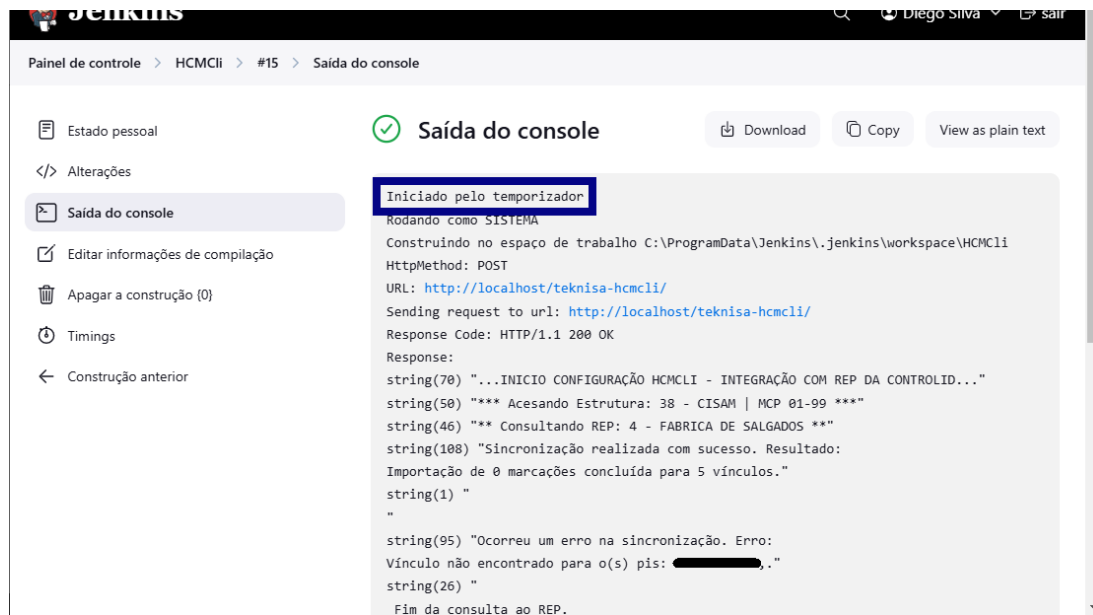 Jenkins
Diego Silva
sair
Painel de controle > HCMCli > #15 > Saída do console
Estado pessoal
Alterações
Saída do console
Editar informações de compilação
Apagar a construção {0}
Timings
Construção anterior
Saída do console
Download
Copy
View as plain text
Iniciado pelo temporizador
Rodando como SISTEMA
Construindo no espaço de trabalho C:\ProgramData\Jenkins\.jenkins\workspace\HCMCli
HttpMethod: POST
URL: http://localhost/teknisa-hcmcli/
Sending request to url: http://localhost/teknisa-hcmcli/
Response Code: HTTP/1.1 200 OK
Response:
string(70) "...INICIO CONFIGURAÇÃO HCMCLI - INTEGRAÇÃO COM REP DA CONTROLID..."
string(50) "*** Acesando Estrutura: 38 - CISAM | MCP 01-99 ***"
string(46) "** Consultando REP: 4 - FABRICA DE SALGADOS **"
string(108) "Sincronização realizada com sucesso. Resultado:
Importação de 0 marcações concluída para 5 vínculos."
string(1) "
"
string(95) "Ocorreu um erro na sincronização. Erro:
Vínculo não encontrado para o(s) pis: ,."
string(26) "
Fim da consulta ao REP.